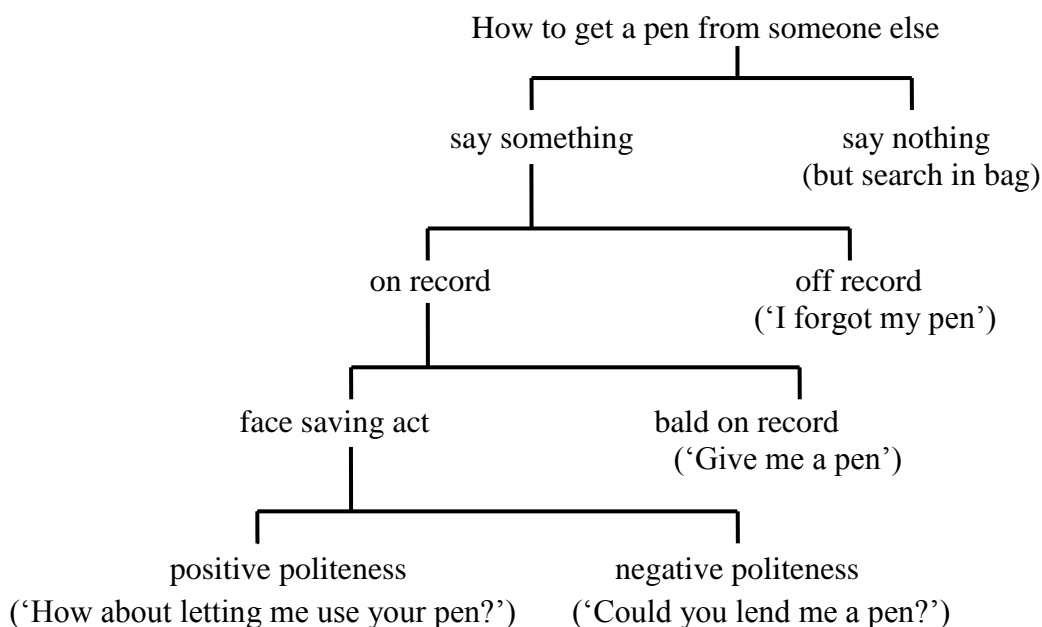 How to get a pen from someone else
say something
say nothing
(but search in bag)
on record
off record
(‘I forgot my pen’)
face saving act
bald on record
(‘Give me a pen’)
positive politeness
negative politeness
(‘How about letting me use your pen?’)
(‘Could you lend me a pen?’)